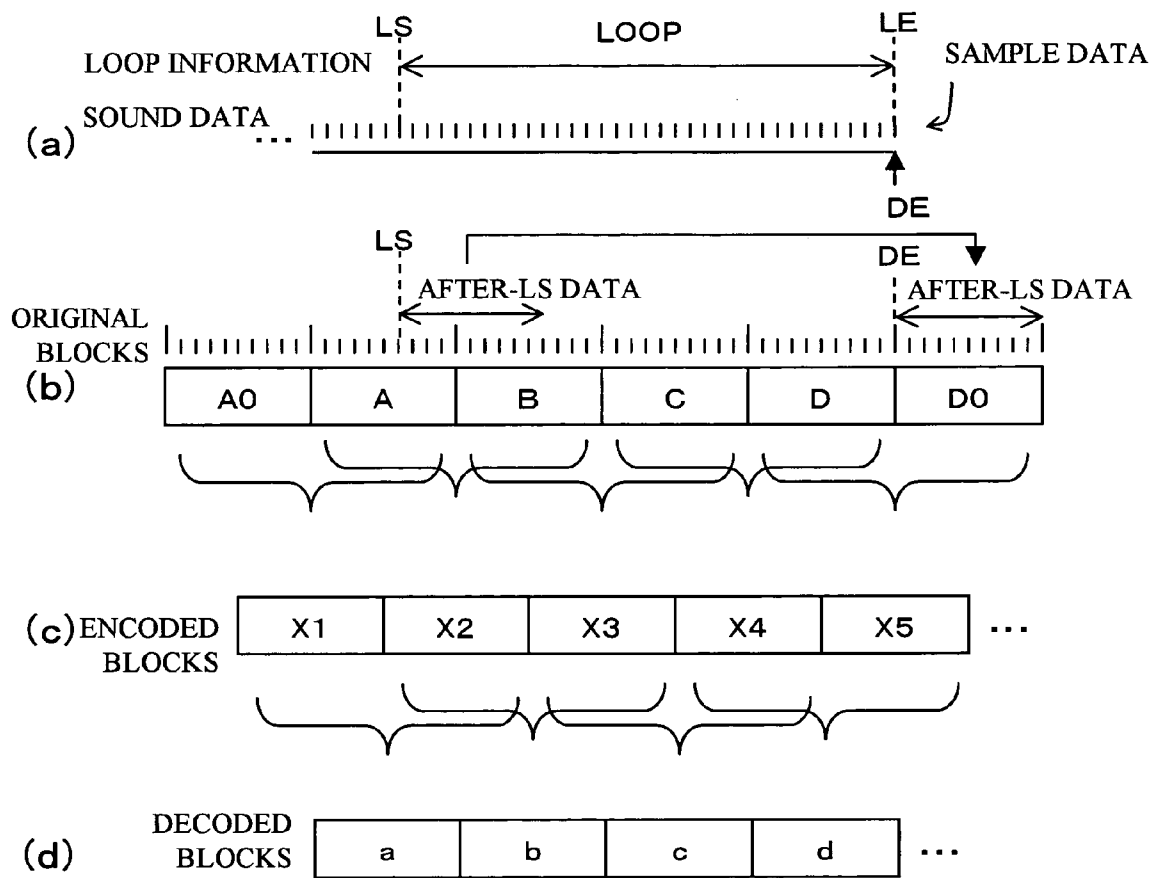 LS LOOP LE
LOOP INFORMATION SAMPLE DATA
(a) SOUND DATA ...
DE
LS DE
AFTER-LS DATA AFTER-LS DATA
ORIGINAL
BLOCKS
(b) A0 A B C D D0
(c) ENCODED X1 X2 X3 X4 X5 ...
BLOCKS
DECODED
(d) BLOCKS a b c d ...